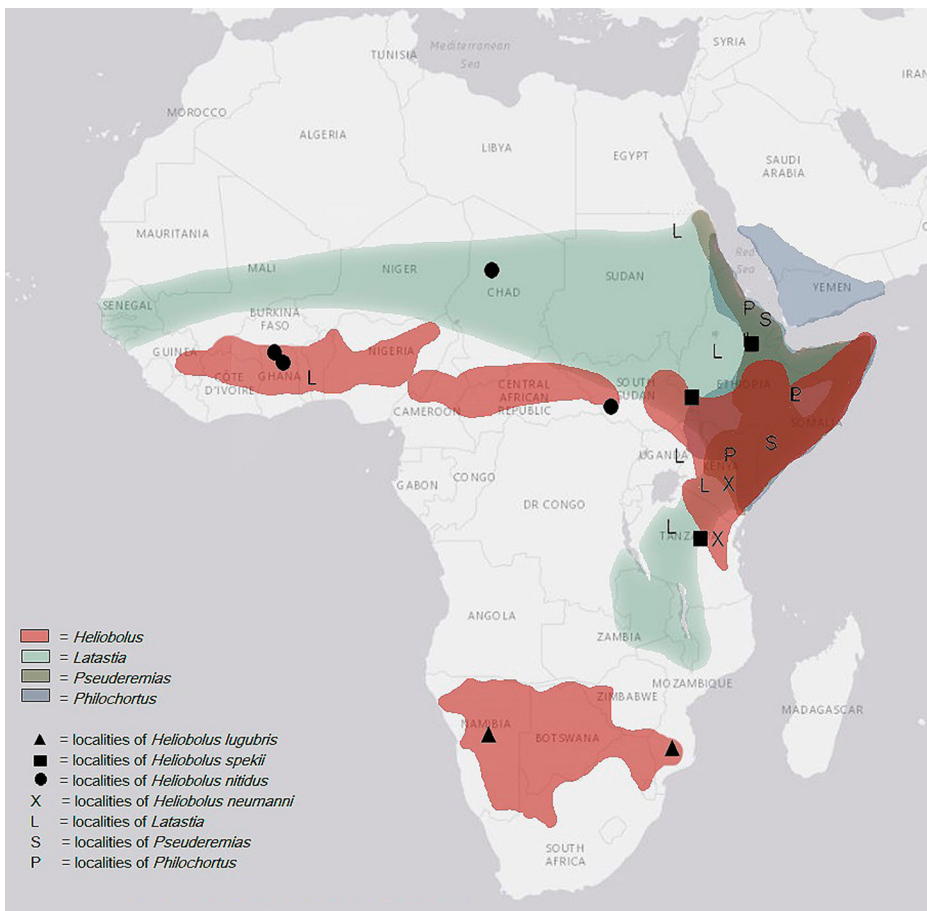 SYRIA
TUNISIA
Mediterranean
Sea
IRAN
MOROCCO
ALGERIA
LIBYA
EGYPT
SAUDI
ARABIA
L
MAURITANIA
MALI
NIGER
CHAD
SUDAN
Red
Sea
YEMEN
SENEGAL
P
S
BURKINA
FASO
GUINEA
NIGERIA
L
CÔTE
D'IVOIRE
GHANA
L
CENTRAL
AFRICAN
REPUBLIC
SOUTH
SUDAN
ETHIOPIA
CAMEROON
SOMALIA
S
UGANDA
L
P
KENYA
GABON
CONGO
L
X
DR CONGO
L
TANZA
X
ANGOLA
ZAMBIA
MOZAMBIQUE
ZIMBABWE
MADAGASCAR
NAMIBIA
BOTSWANA
SOUTH
AFRICA
= Heliobolus
= Latastia
= Pseuderemias
= Philochortus
= localities of Heliobolus lugubris
= localities of Heliobolus spekii
= localities of Heliobolus nitidus
X = localities of Heliobolus neumanni
L = localities of Latastia
S = localities of Pseuderemias
P = localities of Philochortus